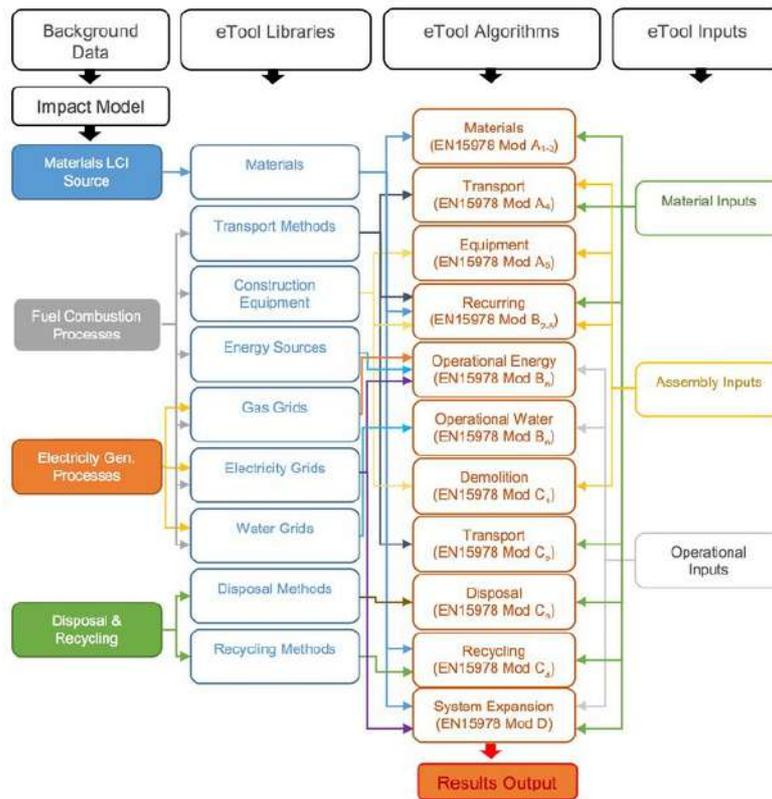 Background
Data
eTool Libraries
eTool Algorithms
eTool Inputs
Impact Model
Materials LCI
Source
Materials
Materials
(EN15978 Mod A1-3)
Transport Methods
Transport
(EN15978 Mod A4)
Material Inputs
Construction
Equipment
Equipment
(EN15978 Mod A5)
Fuel Combustion
Processes
Recurring
(EN15978 Mod B2-5)
Energy Sources
Operational Energy
(EN15978 Mod B6)
Assembly Inputs
Gas Grids
Operational Water
(EN15978 Mod B6)
Electricity Gen.
Processes
Electricity Grids
Demolition
(EN15978 Mod C1)
Water Grids
Transport
(EN15978 Mod C2)
Operational
Inputs
Disposal Methods
Disposal
(EN15978 Mod C3)
Disposal &
Recycling
Recycling Methods
Recycling
(EN15978 Mod C4)
System Expansion
(EN15978 Mod D)
Results Output